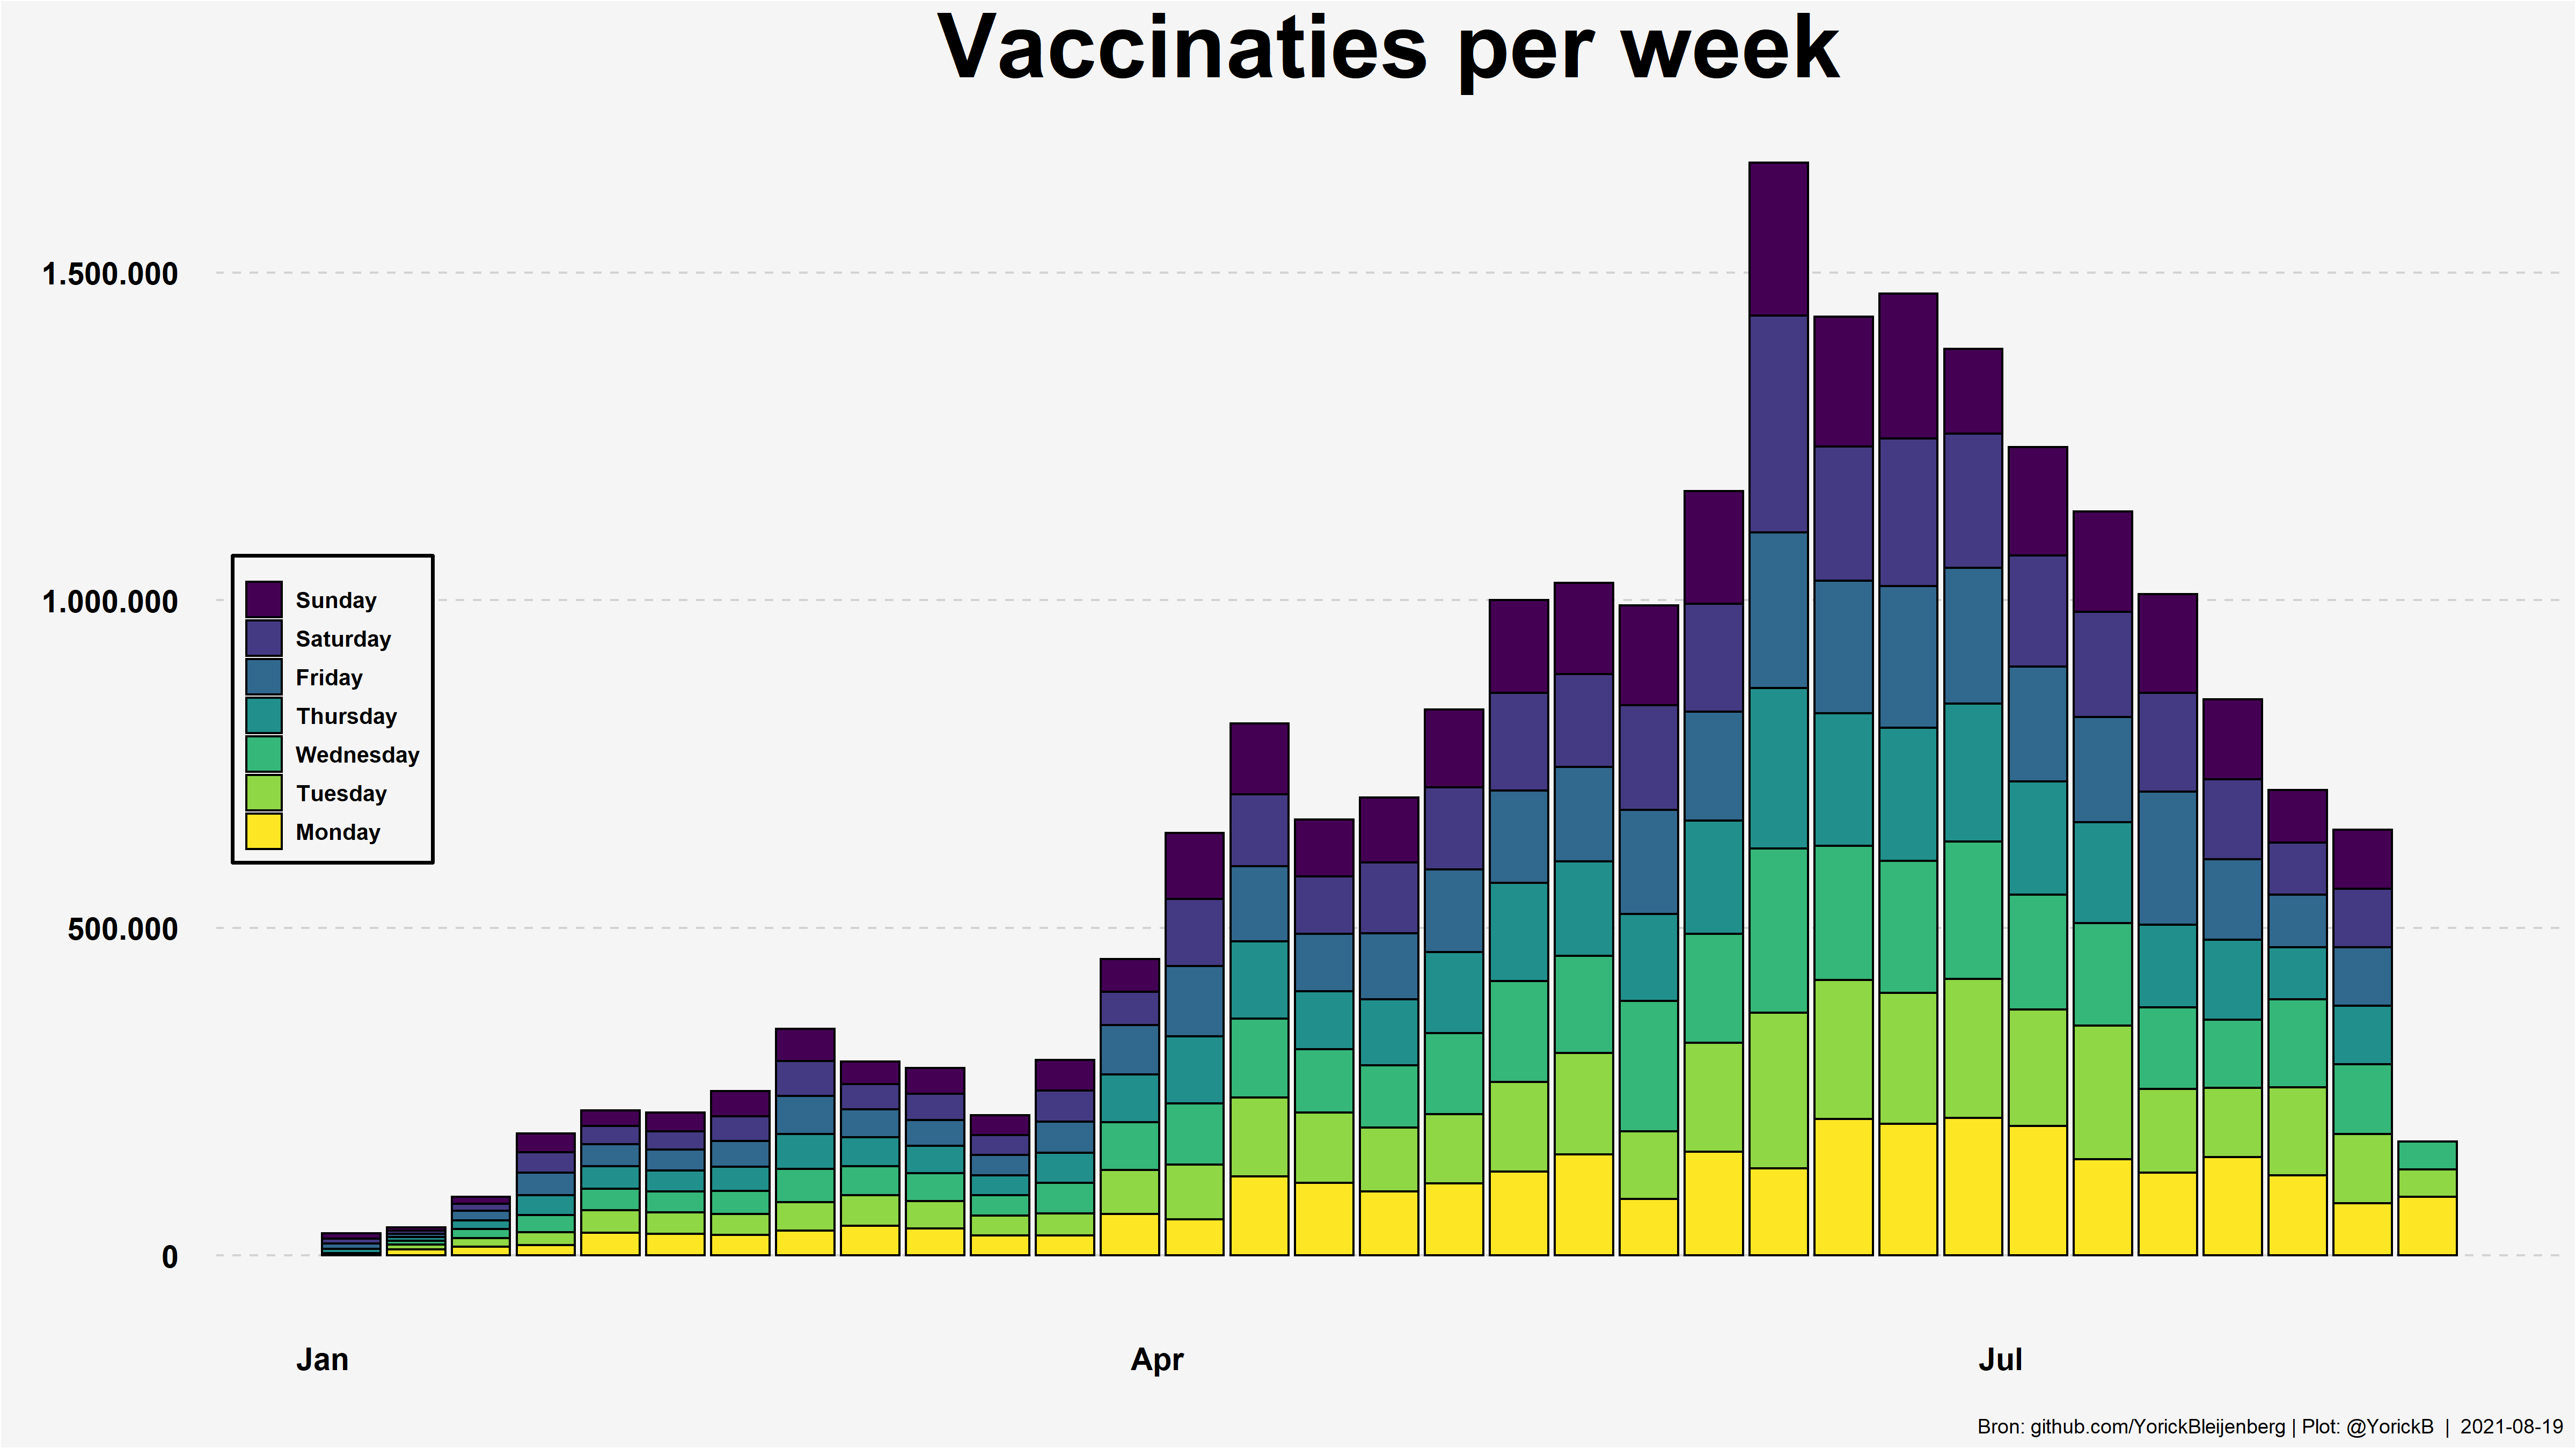 Vaccinaties per week
1.500.000
1.000.000
500.000
0
Sunday
Saturday
Friday
Thursday
Wednesday
Tuesday
Monday
Jan Apr Jul
Bron: github.com/YorickBleijenberg | Plot: @YorickB | 2021-08-19